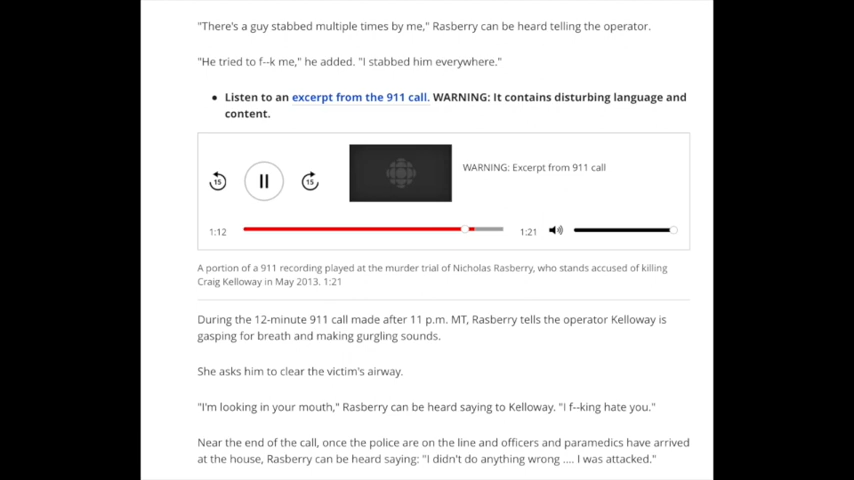 "There's a guy stabbed multiple times by me," Rasberry can be heard telling the operator.
"He tried to f--k me," he added. "I stabbed him everywhere."
• Listen to an excerpt from the 911 call. WARNING: It contains disturbing language and
content.
15
15
WARNING: Excerpt from 911 call
1:12
1:21
A portion of a 911 recording played at the murder trial of Nicholas Rasberry, who stands accused of killing
Craig Kelloway in May 2013. 1:21
During the 12-minute 911 call made after 11 p.m. MT, Rasberry tells the operator Kelloway is
gasping for breath and making gurgling sounds.
She asks him to clear the victim's airway.
"I'm looking in your mouth," Rasberry can be heard saying to Kelloway. "I f--king hate you."
Near the end of the call, once the police are on the line and officers and paramedics have arrived
at the house, Rasberry can be heard saying: "I didn't do anything wrong .... I was attacked."